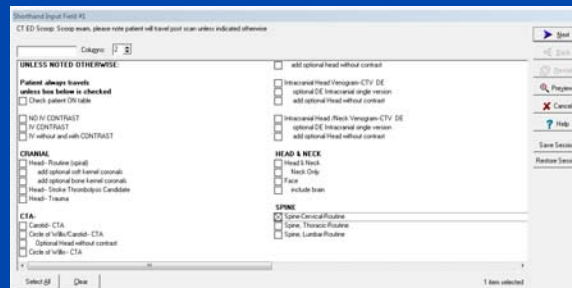 Shorthand Input Field #1
CT ED Scoop: Scoop exam, please note patient will travel post scan unless indicated otherwise
Columns: 2
UNLESS NOTED OTHERWISE:
Patient always travels
unless box below is checked
Check patient ON table
NO IV CONTRAST
IV CONTRAST
IV without and with CONTRAST
CRANIAL
Head- Routine (spiral)
add optional soft kernel coronals
add optional bone kernel coronals
Head- Stroke Thrombolysis Candidate
Head- Trauma
CTA-
Carotid- CTA
Circle of Willis/Carotid- CTA
Optional Head without contrast
Circle of Willis- CTA
add optional head without contrast
Intracranial Head Venogram-CTV DE
optional DE Intracranial single version
add optional Head without contrast
Intracranial Head /Neck Venogram-CTV DE
optional DE Intracranial single version
add optional Head without contrast
HEAD & NECK
Head & Neck
Neck Only
Face
include brain
SPINE
Spine-Cervical-Routine
Spine, Thoracic-Routine
Spine, Lumbar-Routine
Select All
Clear
1 item selected
Next
Back
Preview
Cancel
Help
Save Session
Restore Session